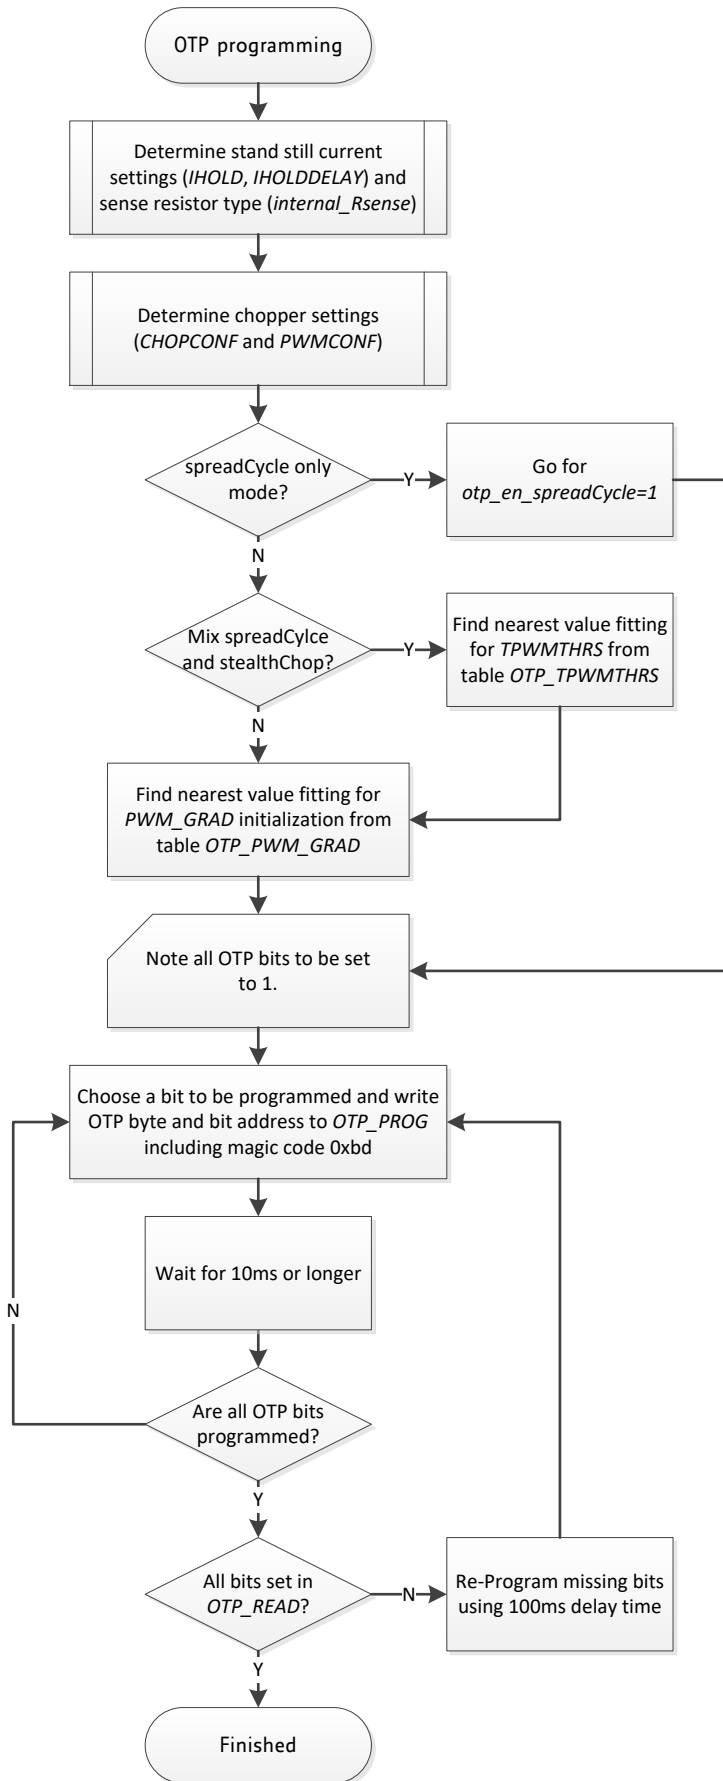 OTP programming
Determine stand still current
settings (IHOLD, IHOLDDELAY) and
sense resistor type (internal_Rsense)
Determine chopper settings
(CHOPCONF and PWMCONF)
spreadCycle only
mode?
Y
Go for
otp_en_spreadCycle=1
N
Mix spreadCylce
and stealthChop?
Y
Find nearest value fitting
for TPWMTHRS from
table OTP_TPWMTHRS
N
Find nearest value fitting for
PWM_GRAD initialization from
table OTP_PWM_GRAD
Note all OTP bits to be set
to 1.
Choose a bit to be programmed and write
OTP byte and bit address to OTP_PROG
including magic code 0xbd
Wait for 10ms or longer
N
Are all OTP bits
programmed?
Y
All bits set in
OTP_READ?
N
Re-Program missing bits
using 100ms delay time
Y
Finished